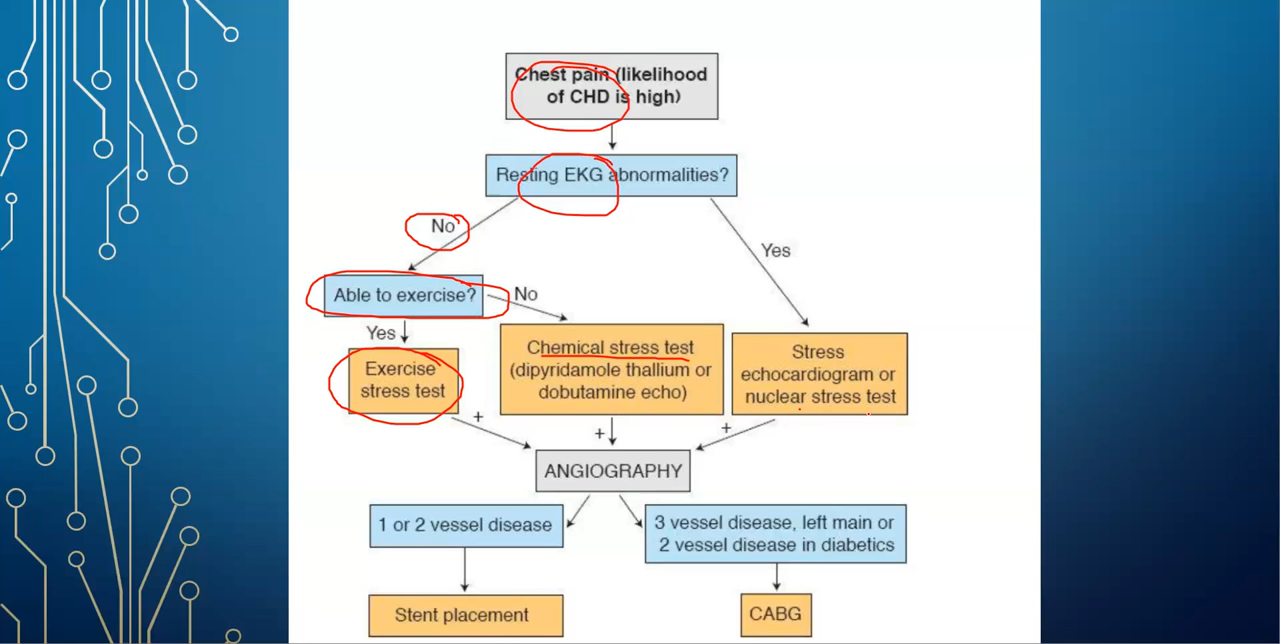 Chest pain (likelihood
of CHD is high)
Resting EKG abnormalities?
No
Yes
Able to exercise?
No
Yes
Exercise
stress test
Chemical stress test
(dipyridamole thallium or
dobutamine echo)
Stress
echocardiogram or
nuclear stress test
+
+
+
ANGIOGRAPHY
1 or 2 vessel disease
3 vessel disease, left main or
2 vessel disease in diabetics
Stent placement
CABG